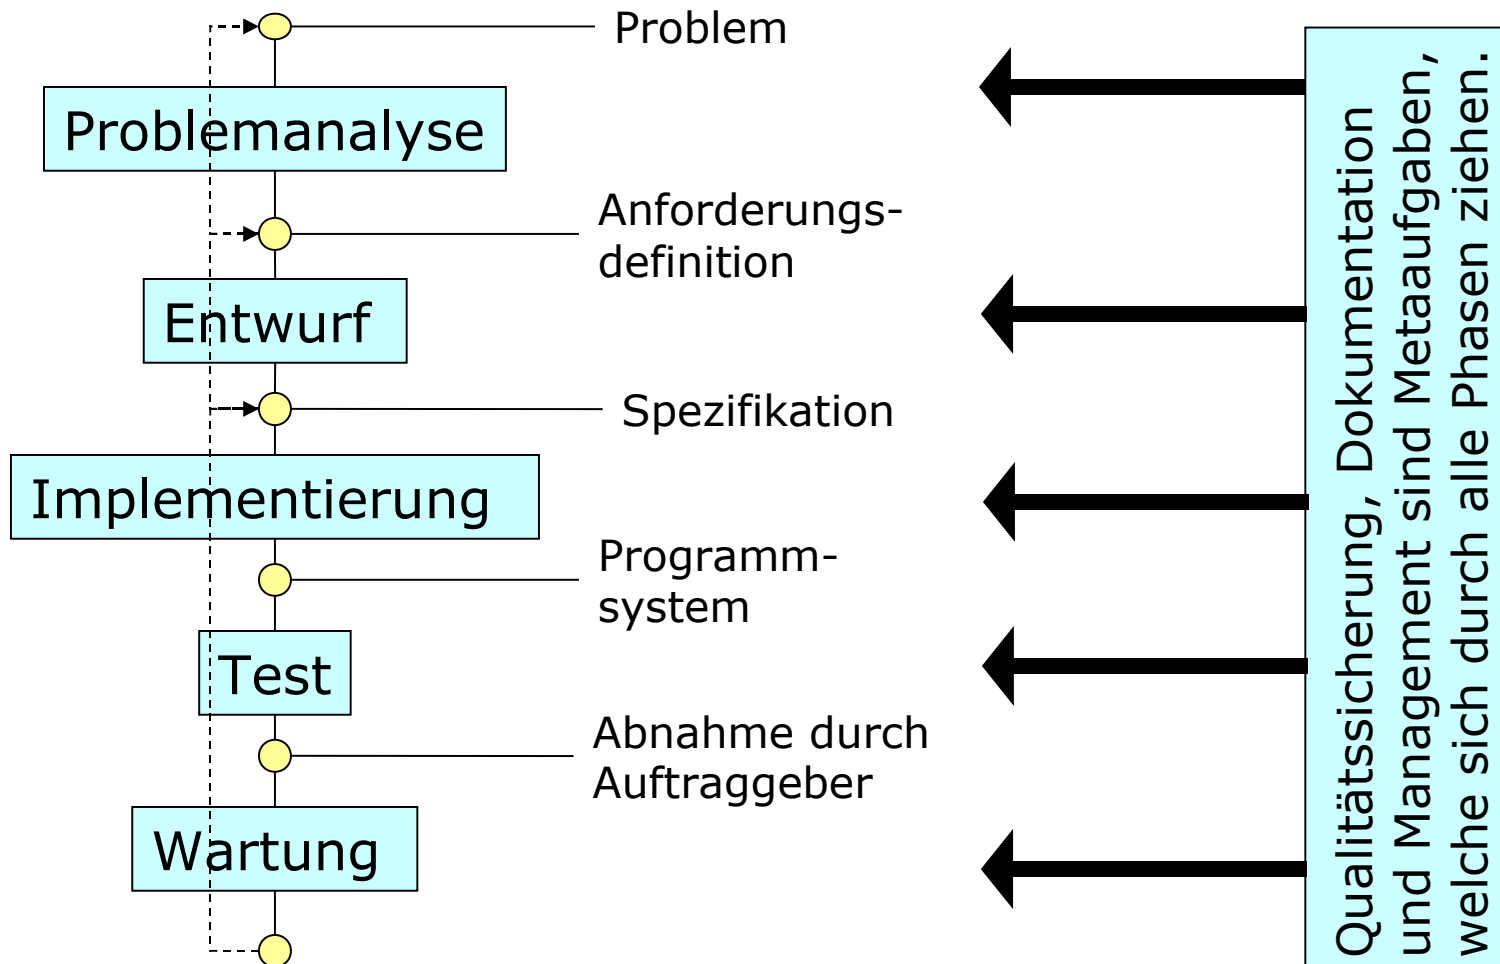 Problem
Problemanalyse
Anforderungs-
definition
Entwurf
Spezifikation
Implementierung
Programm-
system
Test
Abnahme durch
Auftraggeber
Wartung
Qualitätssicherung, Dokumentation
und Management sind Metaaufgaben,
welche sich durch alle Phasen ziehen.